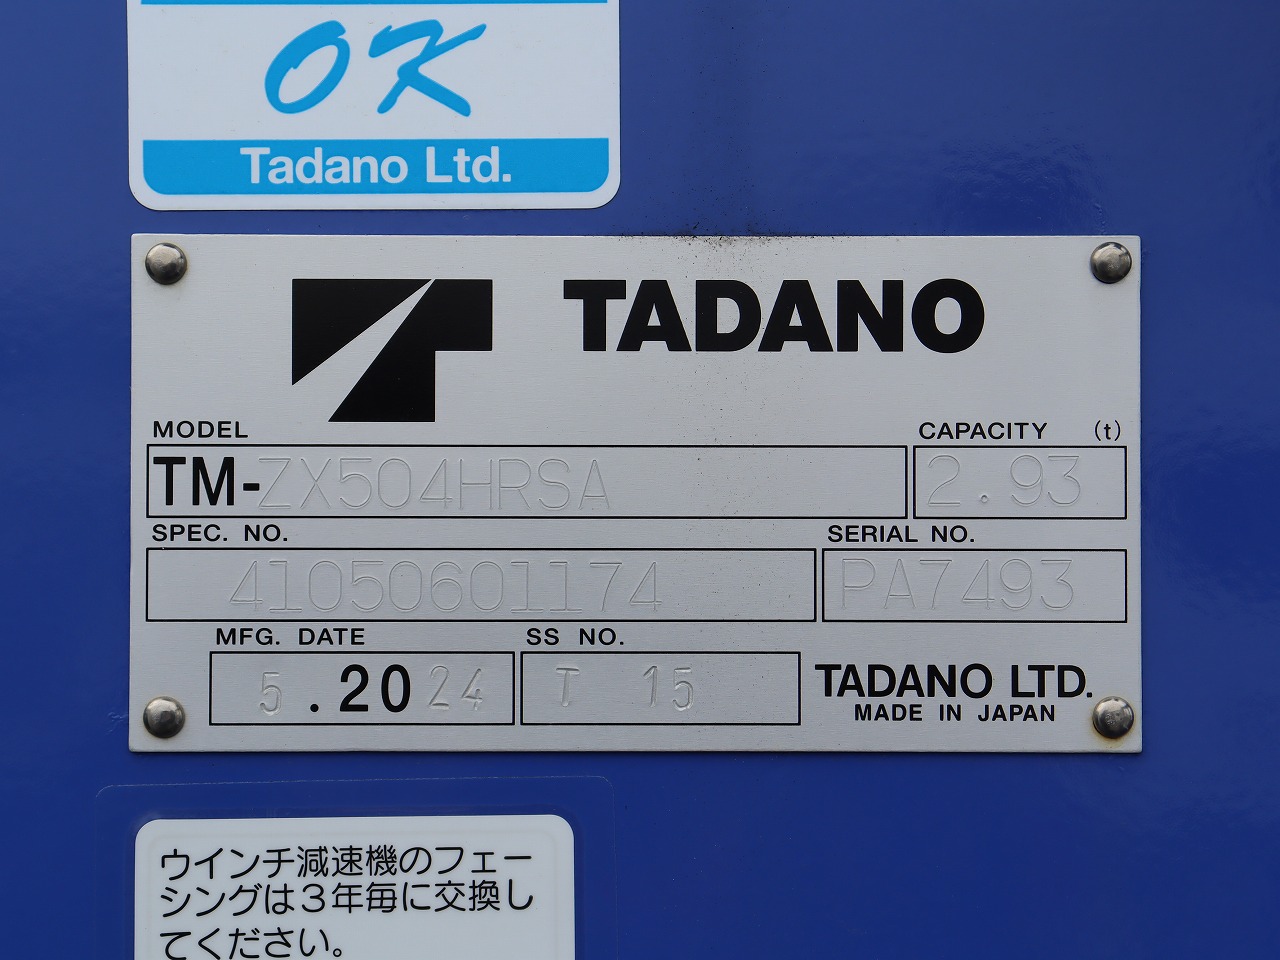 OK
Tadano Ltd.
TADANO
MODEL CAPACITY (t)
TM-ZX504HRSA 2.93
SPEC. NO. SERIAL NO.
41050601174 PA7493
MFG. DATE SS NO.
5.2024 T 15 TADANO LTD.
MADE IN JAPAN
ウインチ減速機のフェー
シングは3年毎に交換し
てください。